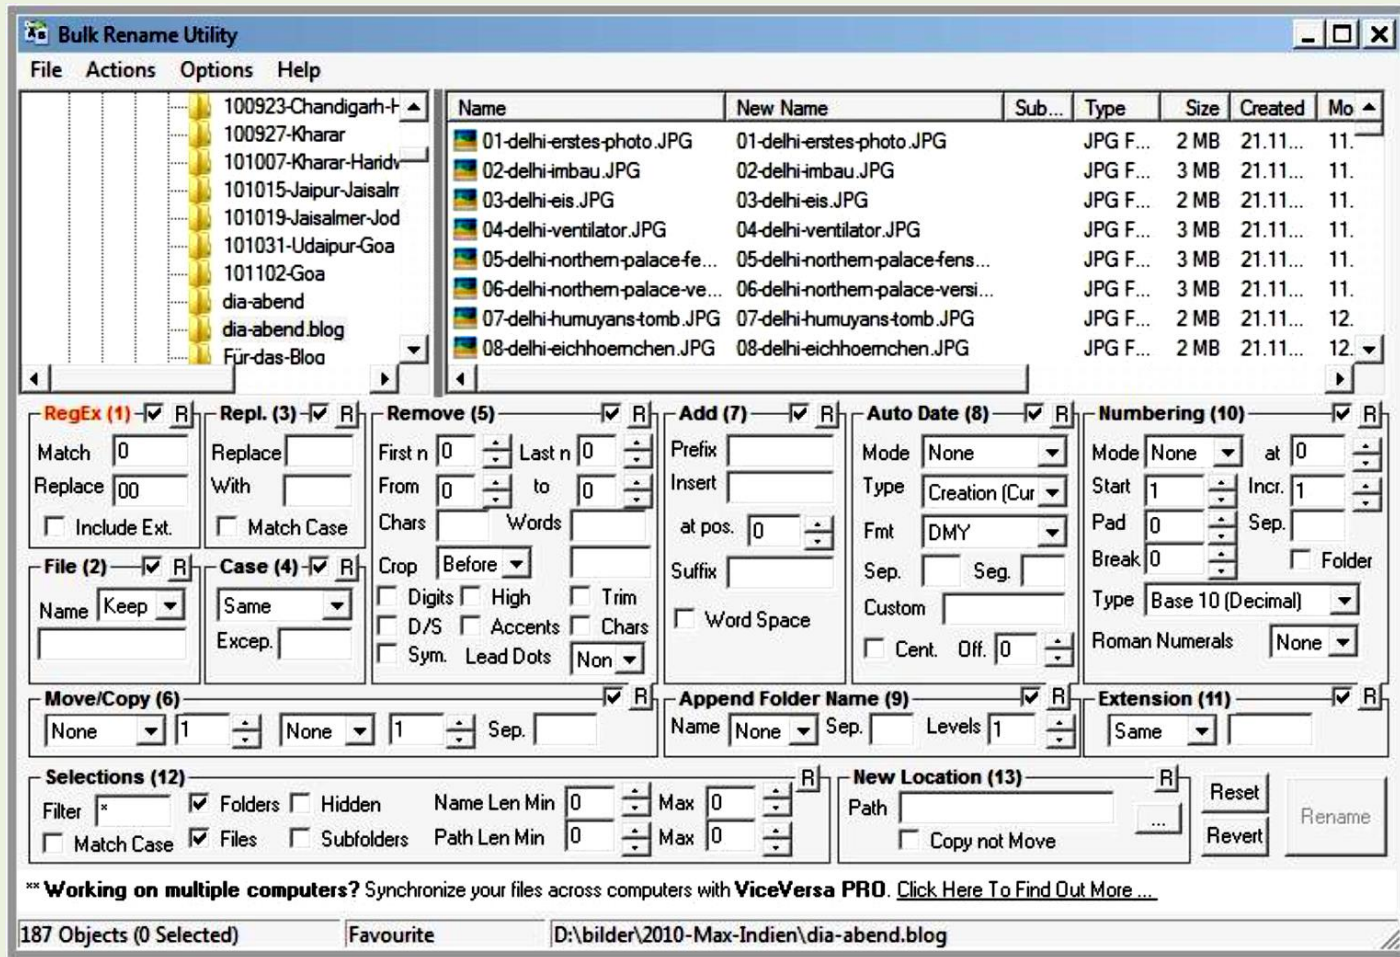 Bulk Rename Utility
File Actions Options Help
100923-Chandigarh-H
100927-Kharar
101007-Kharar-Haridv
101015-Jaipur-Jaisalm
101019-Jaisalmer-Jod
101031-Udaipur-Goa
101102-Goa
dia-abend
dia-abend.blog
Für-das-Blog
Name New Name Sub... Type Size Created Mo
01-delhi-erstes-photo.JPG 01-delhi-erstes-photo.JPG JPG F... 2 MB 21.11... 11.
02-delhi-imbau.JPG 02-delhi-imbau.JPG JPG F... 3 MB 21.11... 11.
03-delhi-eis.JPG 03-delhi-eis.JPG JPG F... 2 MB 21.11... 11.
04-delhi-ventilator.JPG 04-delhi-ventilator.JPG JPG F... 3 MB 21.11... 11.
05-delhi-northern-palace-fe... 05-delhi-northern-palace-fens... JPG F... 3 MB 21.11... 11.
06-delhi-northern-palace-ve... 06-delhi-northern-palace-versi... JPG F... 3 MB 21.11... 11.
07-delhi-humuyans-tomb.JPG 07-delhi-humuyans-tomb.JPG JPG F... 2 MB 21.11... 12.
08-delhi-eichhoernchen.JPG 08-delhi-eichhoernchen.JPG JPG F... 2 MB 21.11... 12.
RegEx (1) R
Match 0
Replace 00
Include Ext.
Repl. (3) R
Replace
With
Match Case
File (2) R
Name Keep
Case (4) R
Same
Excep.
Remove (5) R
First n 0 Last n 0
From 0 to 0
Chars Words
Crop Before
Digits High Trim
D/S Accents Chars
Sym. Lead Dots Non
Add (7) R
Prefix
Insert
at pos. 0
Suffix
Word Space
Auto Date (8) R
Mode None
Type Creation (Cur
Fmt DMY
Sep. Seg.
Custom
Cent. Off. 0
Numbering (10) R
Mode None at 0
Start 1 Incr. 1
Pad 0 Sep.
Break 0 Folder
Type Base 10 (Decimal)
Roman Numerals None
Move/Copy (6) R
None 1 None 1 Sep.
Append Folder Name (9) R
Name None Sep. Levels 1
Extension (11) R
Same
Selections (12) R
Filter * Folders Hidden Name Len Min 0 Max 0
Match Case Files Subfolders Path Len Min 0 Max 0
New Location (13) R
Path ...
Copy not Move
Reset
Revert
Rename
** Working on multiple computers? Synchronize your files across computers with ViceVersa PRO. Click Here To Find Out More ...
187 Objects (0 Selected) Favourite D:\bilder\2010-Max-Indien\dia-abend.blog